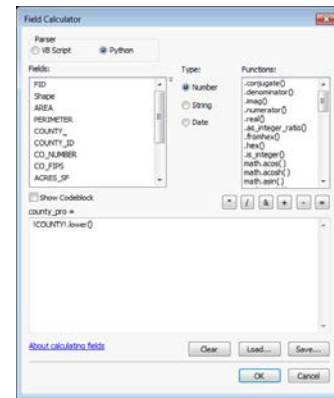 Field Calculator
Parser
VB Script
Python
Fields:
Type:
Functions:
FID
Shape
AREA
PERIMETER
COUNTY_
COUNTY_ID
CO_NUMBER
CO_FIPS
ACRES_SF
Number
String
Date
.conjugate()
.denominator()
.imag()
.numerator()
.real()
.as_integer_ratio()
.fromhex()
.hex()
.is_integer()
math.acos( )
math.acosh( )
math.asin( )
Show Codeblock
* / & + - =
county_pro =
!COUNTY!.lower()
About calculating fields
Clear
Load...
Save...
OK
Cancel